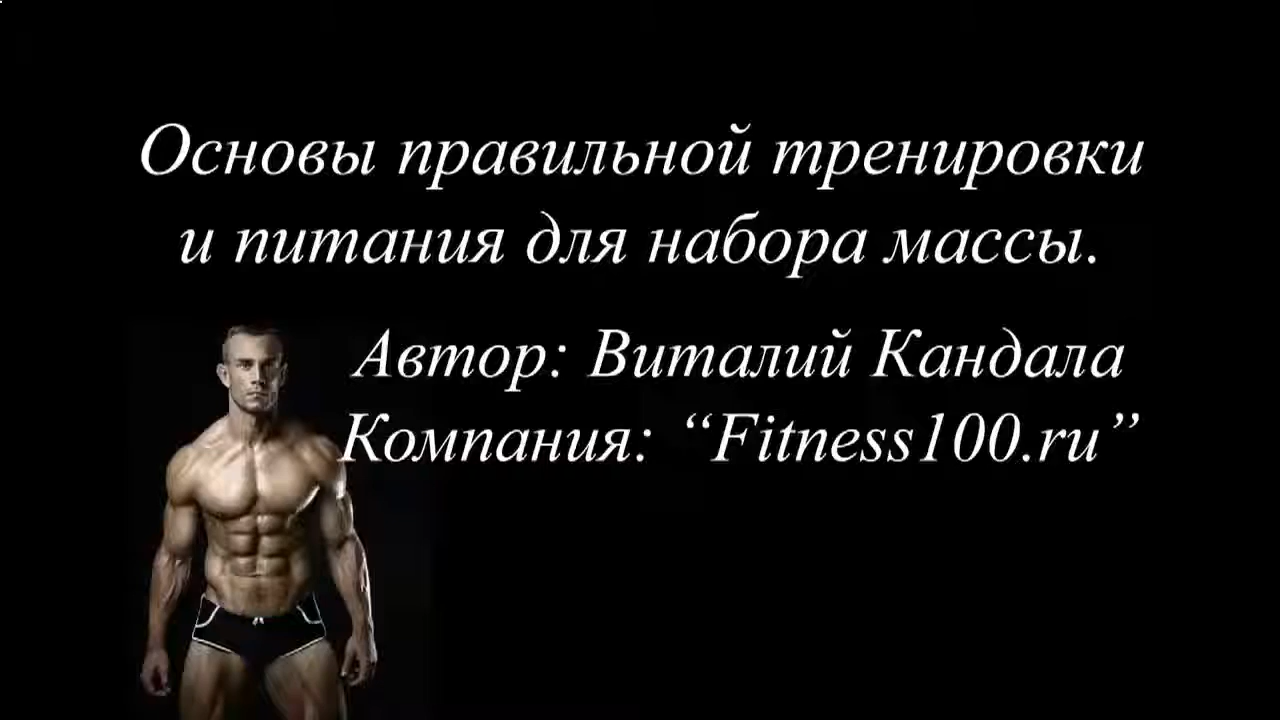 Основы правильной тренировки
и питания для набора массы.
Автор: Виталий Кандала
Компания: “Fitness100.ru”